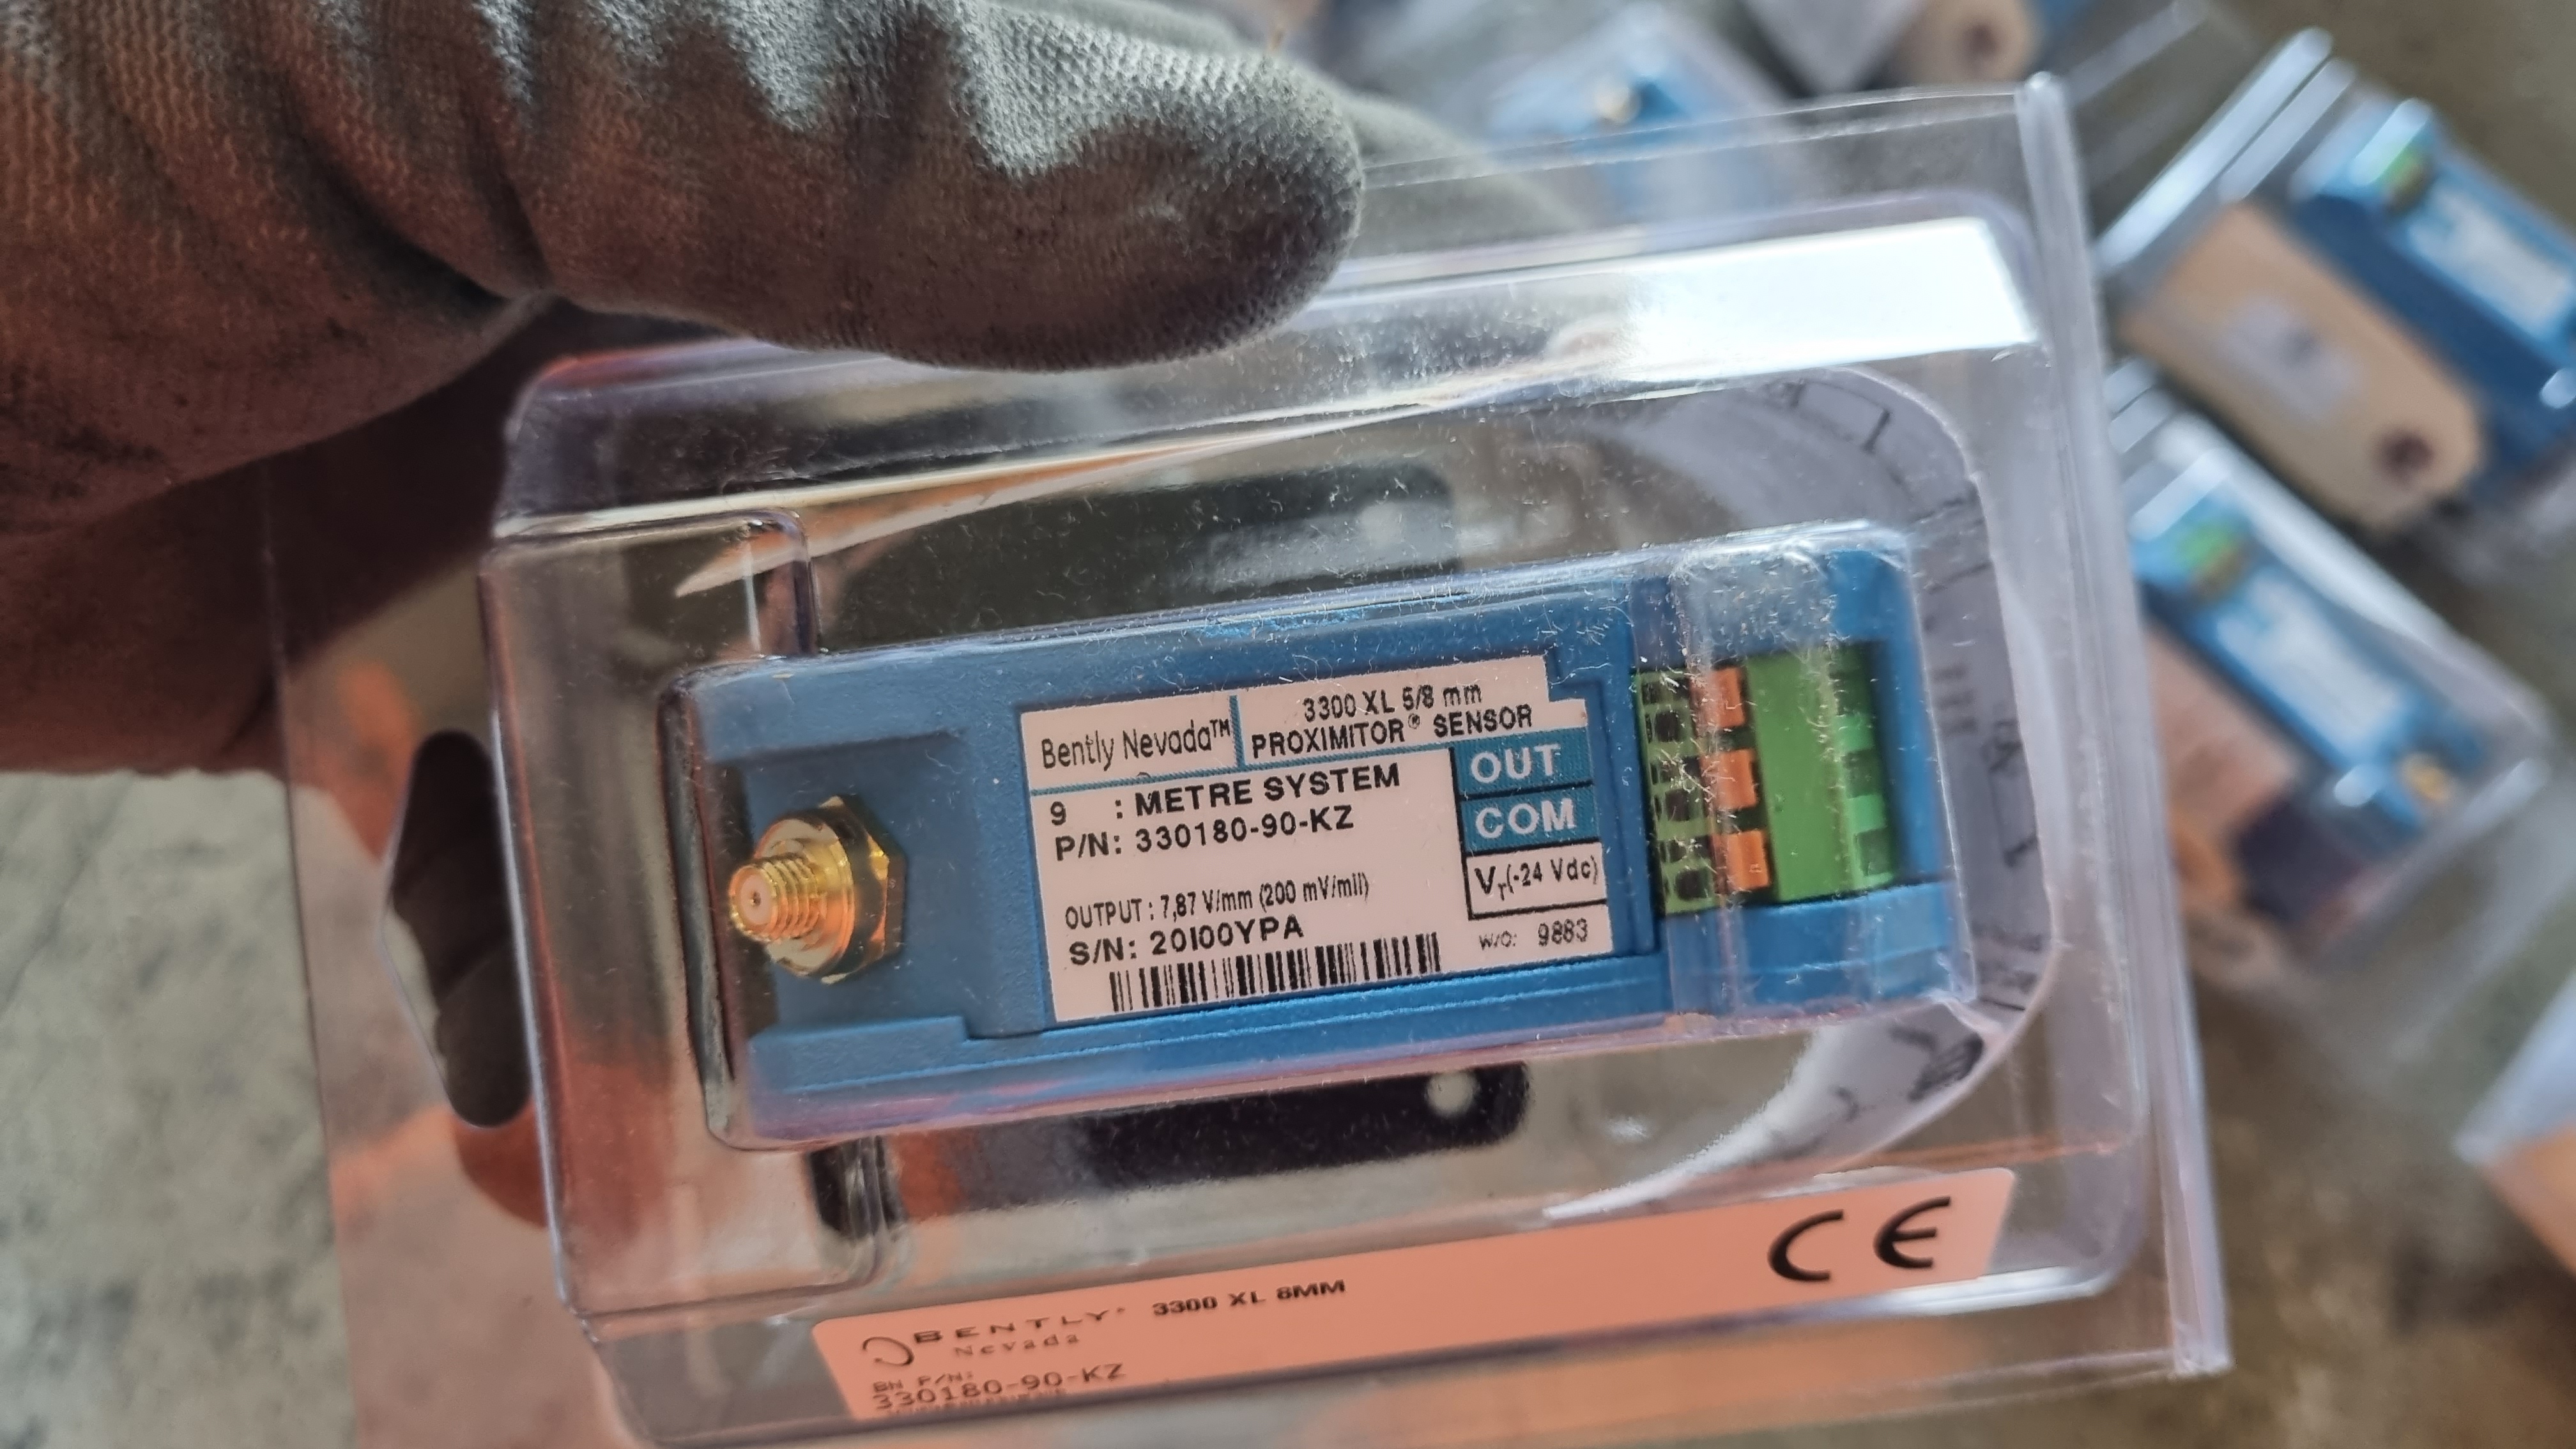 BENTLY
Nevada
3300 XL 8MM
BN P/N:
330180-90-KZ
CE
Bently Nevada™
3300 XL 5/8 mm
PROXIMITOR® SENSOR
9 : METRE SYSTEM
P/N: 330180-90-KZ
OUTPUT : 7,87 V/mm (200 mV/mil)
S/N: 20I00YPA
OUT
COM
VT(-24 Vdc)
W/O: 9883